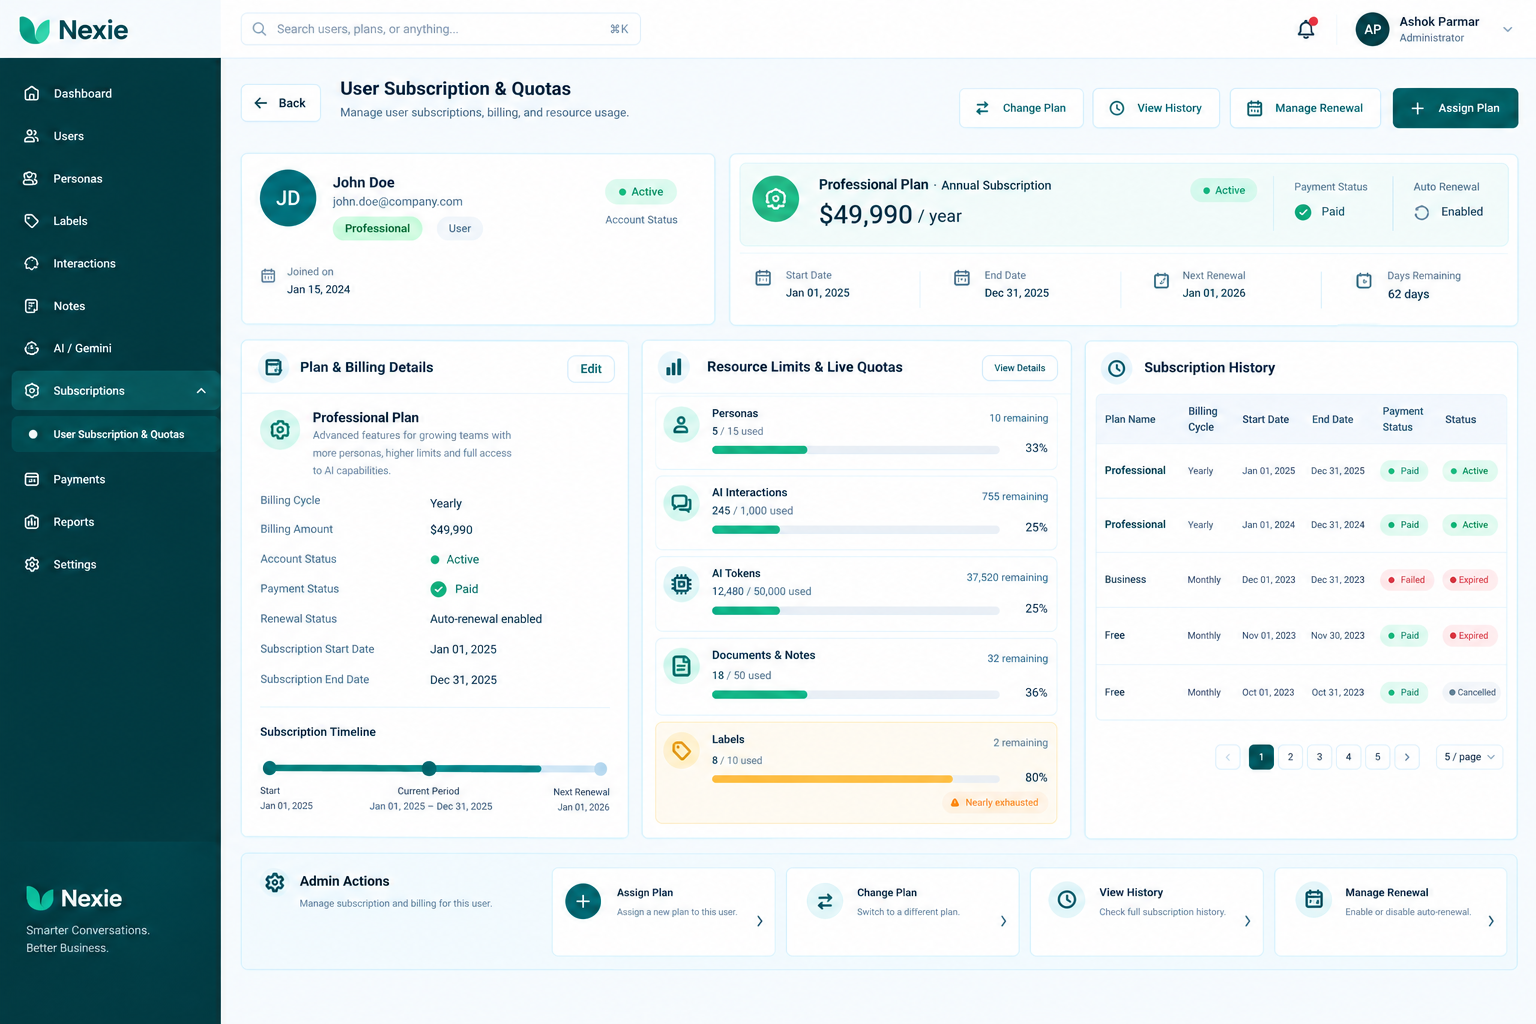 Nexie
Search users, plans, or anything...
⌘K
AP
Ashok Parmar
Administrator
Dashboard
Users
Personas
Labels
Interactions
Notes
AI / Gemini
Subscriptions
User Subscription & Quotas
Payments
Reports
Settings
Nexie
Smarter Conversations.
Better Business.
Back
User Subscription & Quotas
Manage user subscriptions, billing, and resource usage.
Change Plan
View History
Manage Renewal
Assign Plan
JD
John Doe
john.doe@company.com
Professional
User
Active
Account Status
Joined on
Jan 15, 2024
Professional Plan · Annual Subscription
$49,990 / year
Active
Payment Status
Paid
Auto Renewal
Enabled
Start Date
Jan 01, 2025
End Date
Dec 31, 2025
Next Renewal
Jan 01, 2026
Days Remaining
62 days
Plan & Billing Details
Edit
Professional Plan
Advanced features for growing teams with
more personas, higher limits and full access
to AI capabilities.
Billing Cycle Yearly
Billing Amount $49,990
Account Status Active
Payment Status Paid
Renewal Status Auto-renewal enabled
Subscription Start Date Jan 01, 2025
Subscription End Date Dec 31, 2025
Subscription Timeline
Start
Jan 01, 2025
Current Period
Jan 01, 2025 – Dec 31, 2025
Next Renewal
Jan 01, 2026
Resource Limits & Live Quotas
View Details
Personas
10 remaining
5 / 15 used
33%
AI Interactions
755 remaining
245 / 1,000 used
25%
AI Tokens
37,520 remaining
12,480 / 50,000 used
25%
Documents & Notes
32 remaining
18 / 50 used
36%
Labels
2 remaining
8 / 10 used
80%
Nearly exhausted
Subscription History
Plan Name Billing Cycle Start Date End Date Payment Status Status
Professional Yearly Jan 01, 2025 Dec 31, 2025 Paid Active
Professional Yearly Jan 01, 2024 Dec 31, 2024 Paid Active
Business Monthly Dec 01, 2023 Dec 31, 2023 Failed Expired
Free Monthly Nov 01, 2023 Nov 30, 2023 Paid Expired
Free Monthly Oct 01, 2023 Oct 31, 2023 Paid Cancelled
‹ 1 2 3 4 5 › 5 / page
Admin Actions
Manage subscription and billing for this user.
Assign Plan
Assign a new plan to this user.
Change Plan
Switch to a different plan.
View History
Check full subscription history.
Manage Renewal
Enable or disable auto-renewal.